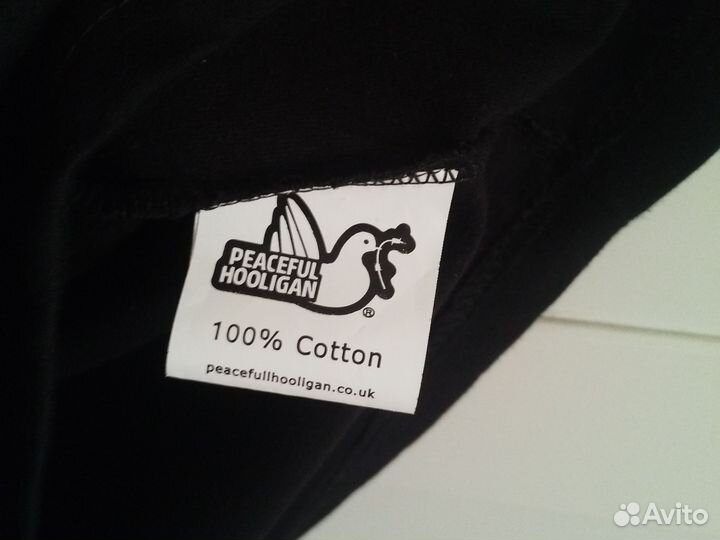 PEACEFUL
HOOLIGAN
®
100% Cotton
peacefullhooligan.co.uk
Avito